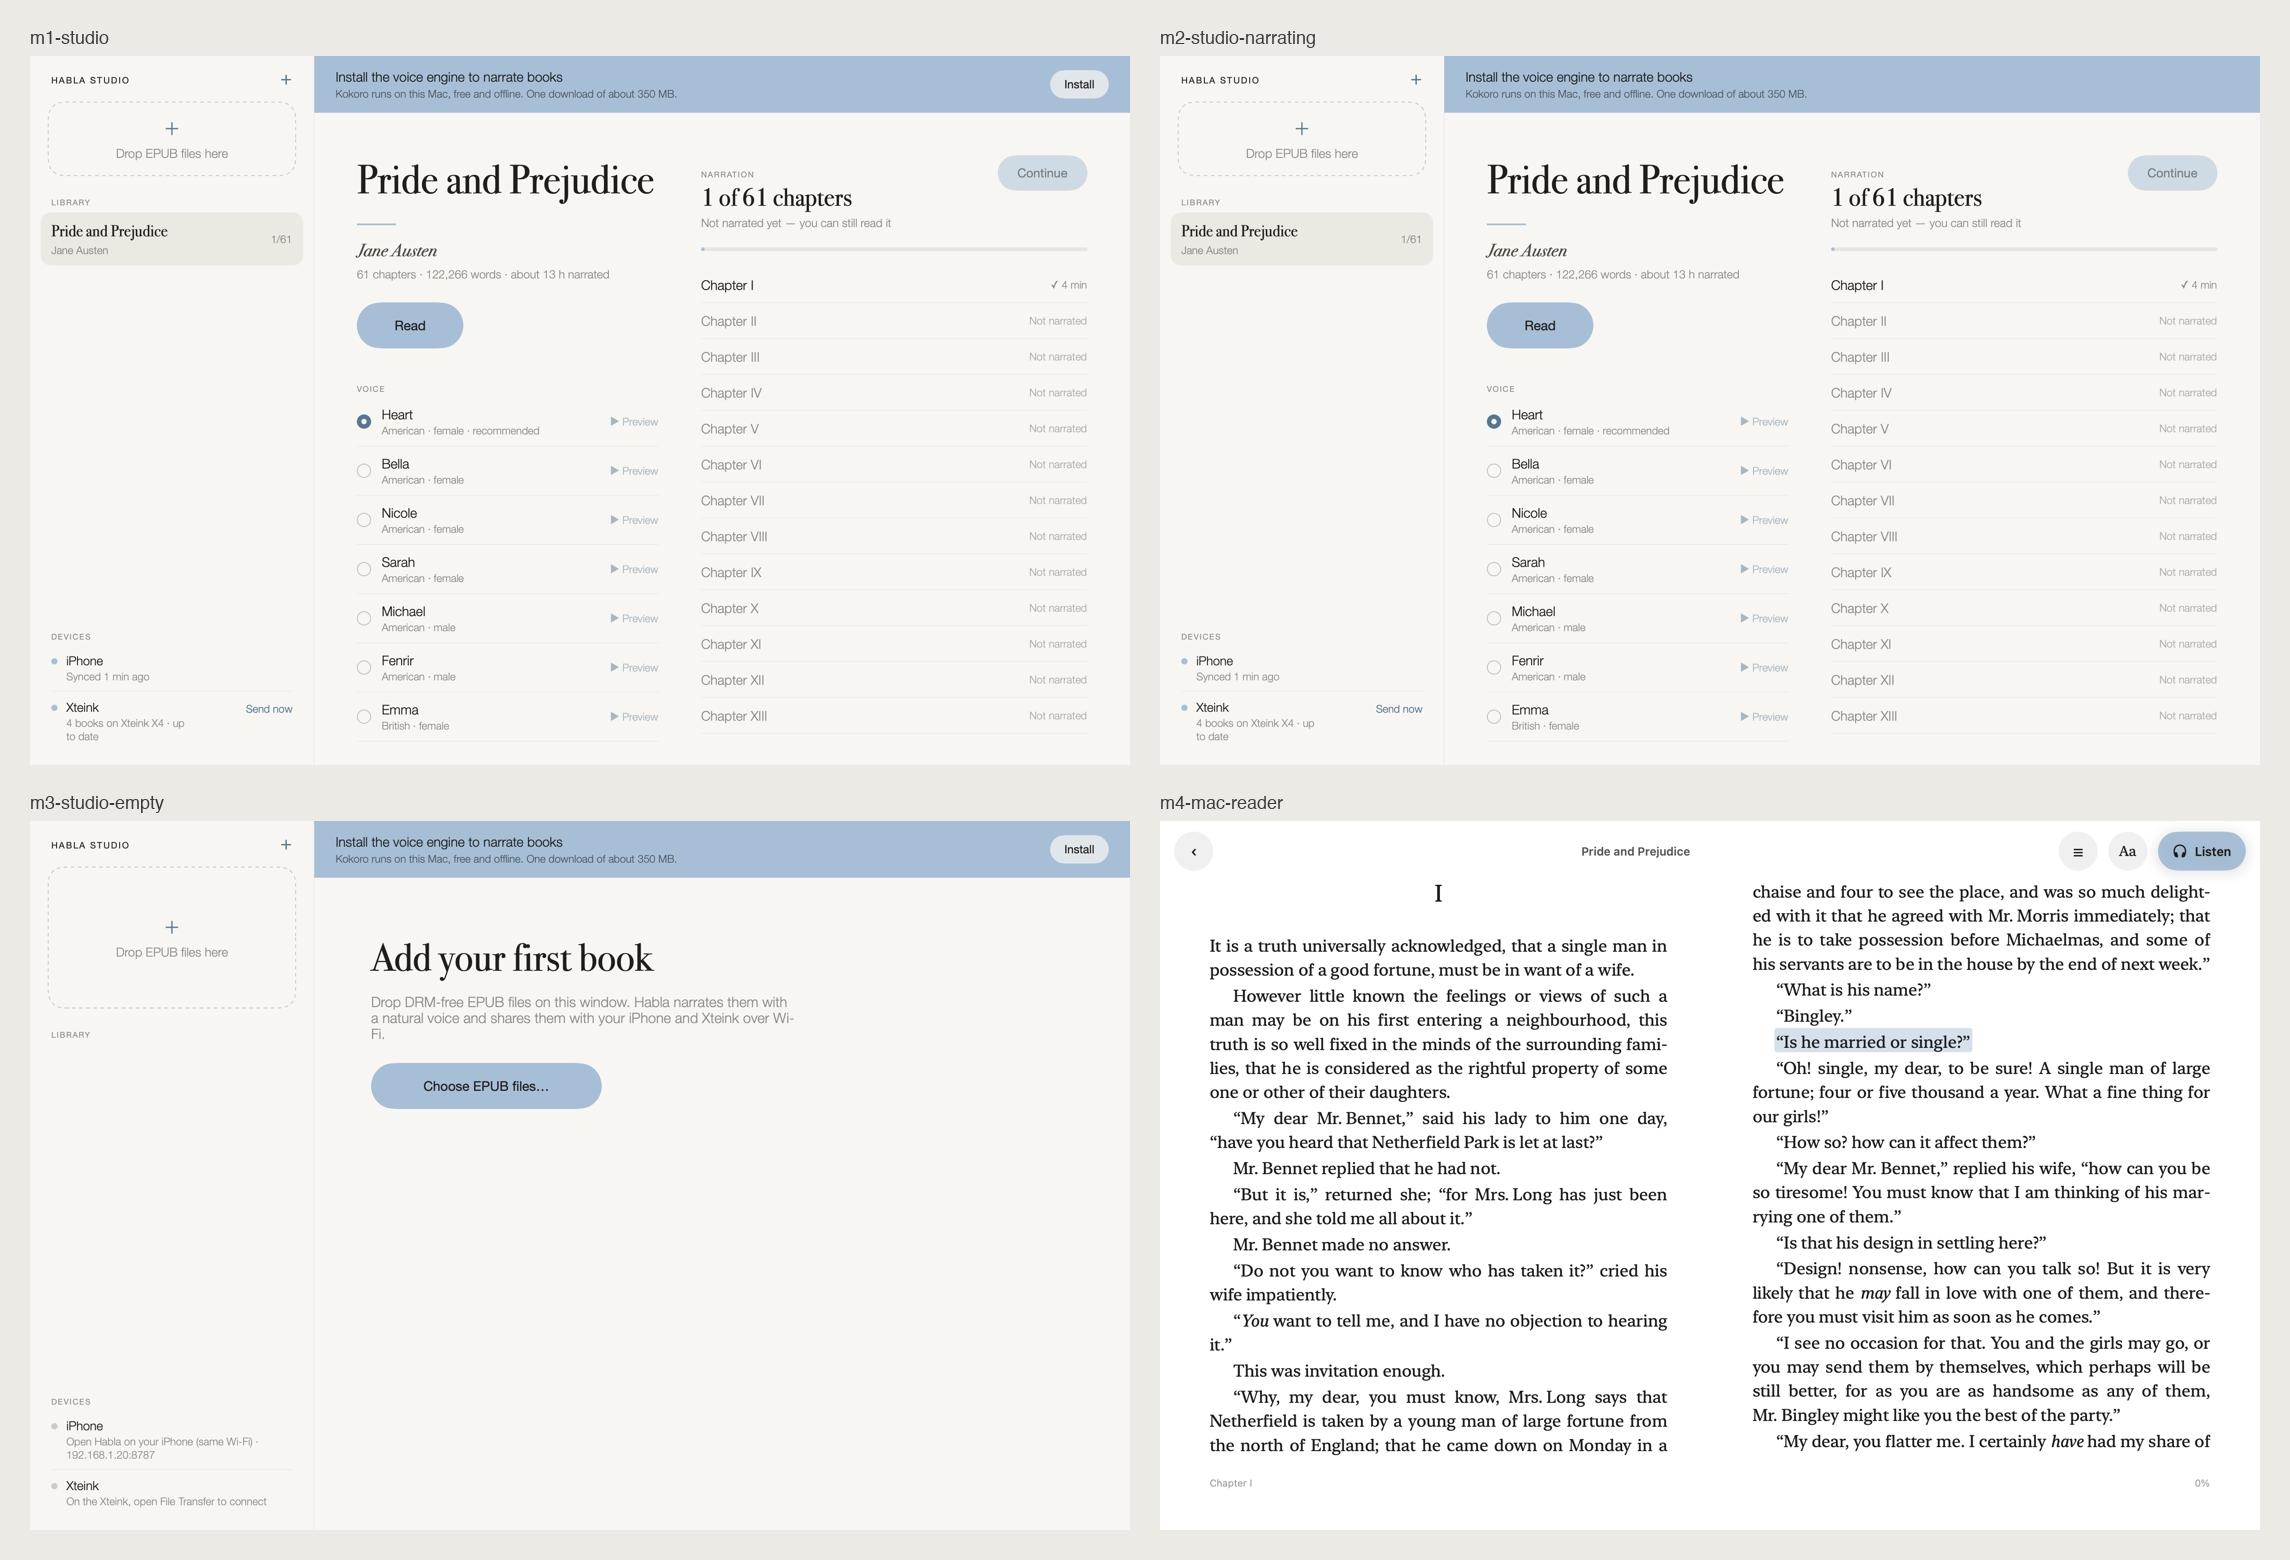 m1-studio
HABLA STUDIO
+
+
Drop EPUB files here
LIBRARY
Pride and Prejudice
Jane Austen
1/61
DEVICES
iPhone
Synced 1 min ago
Xteink
4 books on Xteink X4 · up
to date
Send now
Install the voice engine to narrate books
Kokoro runs on this Mac, free and offline. One download of about 350 MB.
Install
Pride and Prejudice
Jane Austen
61 chapters · 122,266 words · about 13 h narrated
Read
VOICE
Heart
American · female · recommended
▶ Preview
Bella
American · female
▶ Preview
Nicole
American · female
▶ Preview
Sarah
American · female
▶ Preview
Michael
American · male
▶ Preview
Fenrir
American · male
▶ Preview
Emma
British · female
▶ Preview
NARRATION
1 of 61 chapters
Not narrated yet — you can still read it
Continue
Chapter I ✓ 4 min
Chapter II Not narrated
Chapter III Not narrated
Chapter IV Not narrated
Chapter V Not narrated
Chapter VI Not narrated
Chapter VII Not narrated
Chapter VIII Not narrated
Chapter IX Not narrated
Chapter X Not narrated
Chapter XI Not narrated
Chapter XII Not narrated
Chapter XIII Not narrated
m2-studio-narrating
HABLA STUDIO
+
+
Drop EPUB files here
LIBRARY
Pride and Prejudice
Jane Austen
1/61
DEVICES
iPhone
Synced 1 min ago
Xteink
4 books on Xteink X4 · up
to date
Send now
Install the voice engine to narrate books
Kokoro runs on this Mac, free and offline. One download of about 350 MB.
Pride and Prejudice
Jane Austen
61 chapters · 122,266 words · about 13 h narrated
Read
VOICE
Heart
American · female · recommended
▶ Preview
Bella
American · female
▶ Preview
Nicole
American · female
▶ Preview
Sarah
American · female
▶ Preview
Michael
American · male
▶ Preview
Fenrir
American · male
▶ Preview
Emma
British · female
▶ Preview
NARRATION
1 of 61 chapters
Not narrated yet — you can still read it
Continue
Chapter I ✓ 4 min
Chapter II Not narrated
Chapter III Not narrated
Chapter IV Not narrated
Chapter V Not narrated
Chapter VI Not narrated
Chapter VII Not narrated
Chapter VIII Not narrated
Chapter IX Not narrated
Chapter X Not narrated
Chapter XI Not narrated
Chapter XII Not narrated
Chapter XIII Not narrated
m3-studio-empty
HABLA STUDIO
+
+
Drop EPUB files here
LIBRARY
DEVICES
iPhone
Open Habla on your iPhone (same Wi-Fi) ·
192.168.1.20:8787
Xteink
On the Xteink, open File Transfer to connect
Install the voice engine to narrate books
Kokoro runs on this Mac, free and offline. One download of about 350 MB.
Install
Add your first book
Drop DRM-free EPUB files on this window. Habla narrates them with
a natural voice and shares them with your iPhone and Xteink over Wi-
Fi.
Choose EPUB files…
m4-mac-reader
‹
Pride and Prejudice
≡
Aa
Listen
I
It is a truth universally acknowledged, that a single man in
possession of a good fortune, must be in want of a wife.
However little known the feelings or views of such a
man may be on his first entering a neighbourhood, this
truth is so well fixed in the minds of the surrounding fami-
lies, that he is considered as the rightful property of some
one or other of their daughters.
“My dear Mr. Bennet,” said his lady to him one day,
“have you heard that Netherfield Park is let at last?”
Mr. Bennet replied that he had not.
“But it is,” returned she; “for Mrs. Long has just been
here, and she told me all about it.”
Mr. Bennet made no answer.
“Do not you want to know who has taken it?” cried his
wife impatiently.
“You want to tell me, and I have no objection to hearing
it.”
This was invitation enough.
“Why, my dear, you must know, Mrs. Long says that
Netherfield is taken by a young man of large fortune from
the north of England; that he came down on Monday in a
chaise and four to see the place, and was so much delight-
ed with it that he agreed with Mr. Morris immediately; that
he is to take possession before Michaelmas, and some of
his servants are to be in the house by the end of next week.”
“What is his name?”
“Bingley.”
“Is he married or single?”
“Oh! single, my dear, to be sure! A single man of large
fortune; four or five thousand a year. What a fine thing for
our girls!”
“How so? how can it affect them?”
“My dear Mr. Bennet,” replied his wife, “how can you be
so tiresome! You must know that I am thinking of his mar-
rying one of them.”
“Is that his design in settling here?”
“Design! nonsense, how can you talk so! But it is very
likely that he may fall in love with one of them, and there-
fore you must visit him as soon as he comes.”
“I see no occasion for that. You and the girls may go, or
you may send them by themselves, which perhaps will be
still better, for as you are as handsome as any of them,
Mr. Bingley might like you the best of the party.”
“My dear, you flatter me. I certainly have had my share of
Chapter I
0%